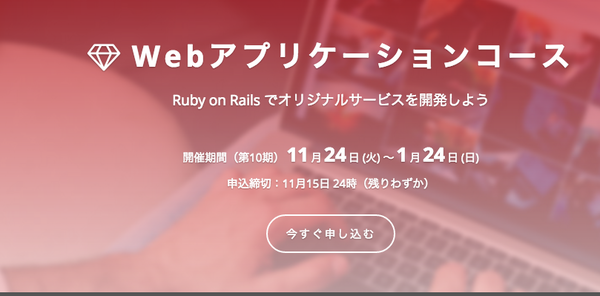 Webアプリケーションコース
Ruby on Rails でオリジナルサービスを開発しよう
開催期間（第10期） 11月24日(火)～1月24日(日)
申込締切：11月15日 24時（残りわずか）
今すぐ申し込む